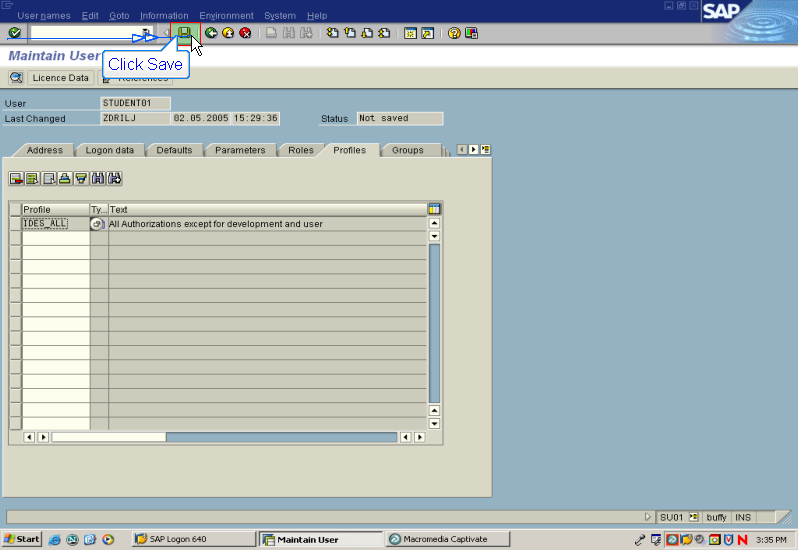 User names Edit Goto Information Environment System Help
SAP
Maintain User
Click Save
Licence Data References
User STUDENT01
Last Changed ZDRILJ 02.05.2005 15:29:36 Status Not saved
Address Logon data Defaults Parameters Roles Profiles Groups
Profile Ty... Text
IDES_ALL All Authorizations except for development and user
SU01 buffy INS
Start SAP Logon 640 Maintain User Macromedia Captivate 3:35 PM